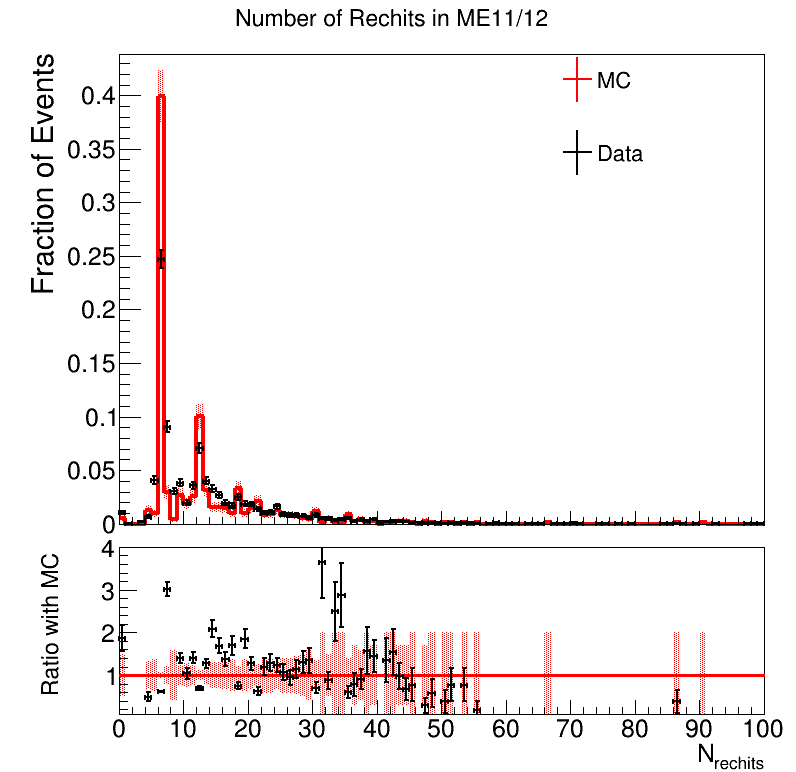 Number of Rechits in ME11/12
Fraction of Events
0.4
0.35
0.3
0.25
0.2
0.15
0.1
0.05
0
MC
Data
Ratio with MC
4
3
2
1
0 10 20 30 40 50 60 70 80 90 100
N_rechits